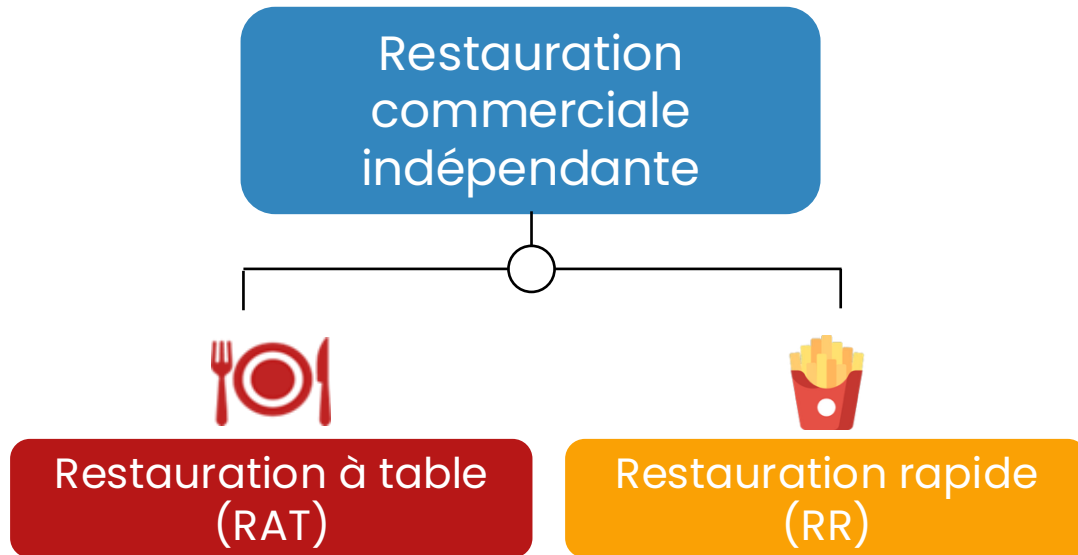 Restauration
commerciale
indépendante
Restauration à table
(RAT)
Restauration rapide
(RR)